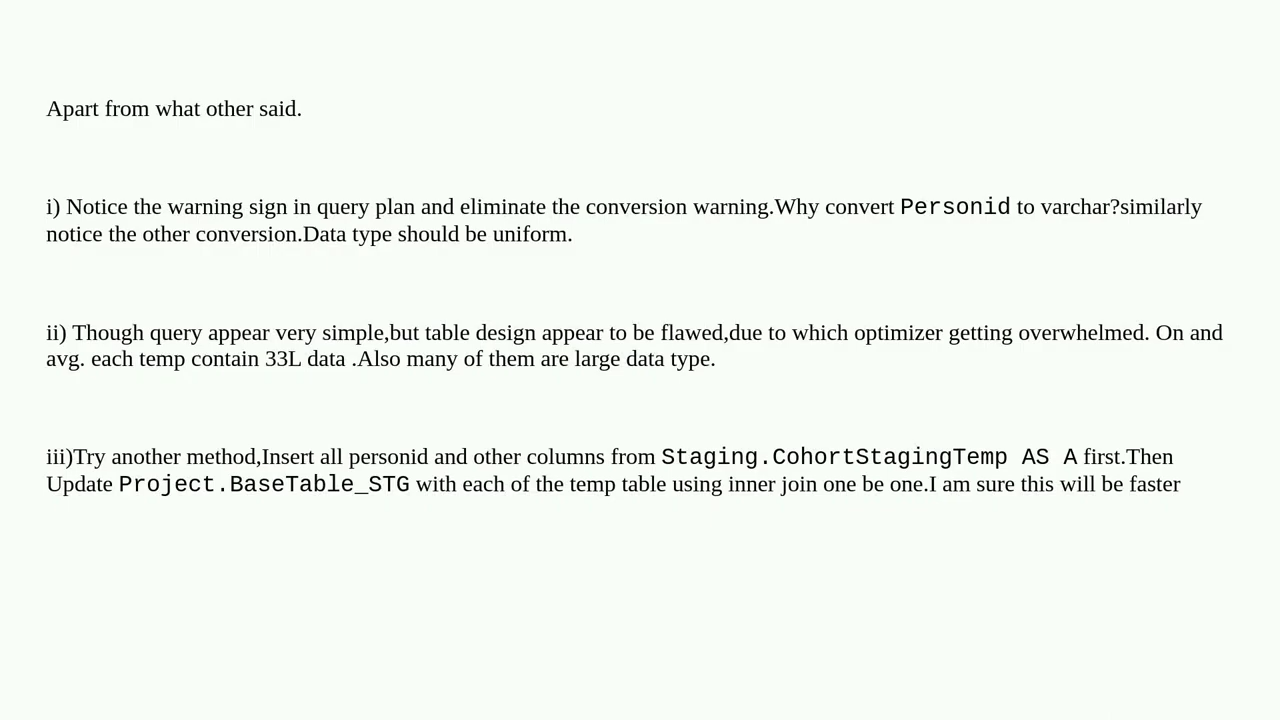 Apart from what other said.
i) Notice the warning sign in query plan and eliminate the conversion warning.Why convert Personid to varchar?similarly
notice the other conversion.Data type should be uniform.
ii) Though query appear very simple,but table design appear to be flawed,due to which optimizer getting overwhelmed. On and
avg. each temp contain 33L data .Also many of them are large data type.
iii)Try another method,Insert all personid and other columns from Staging.CohortStagingTemp AS A first.Then
Update Project.BaseTable_STG with each of the temp table using inner join one be one.I am sure this will be faster